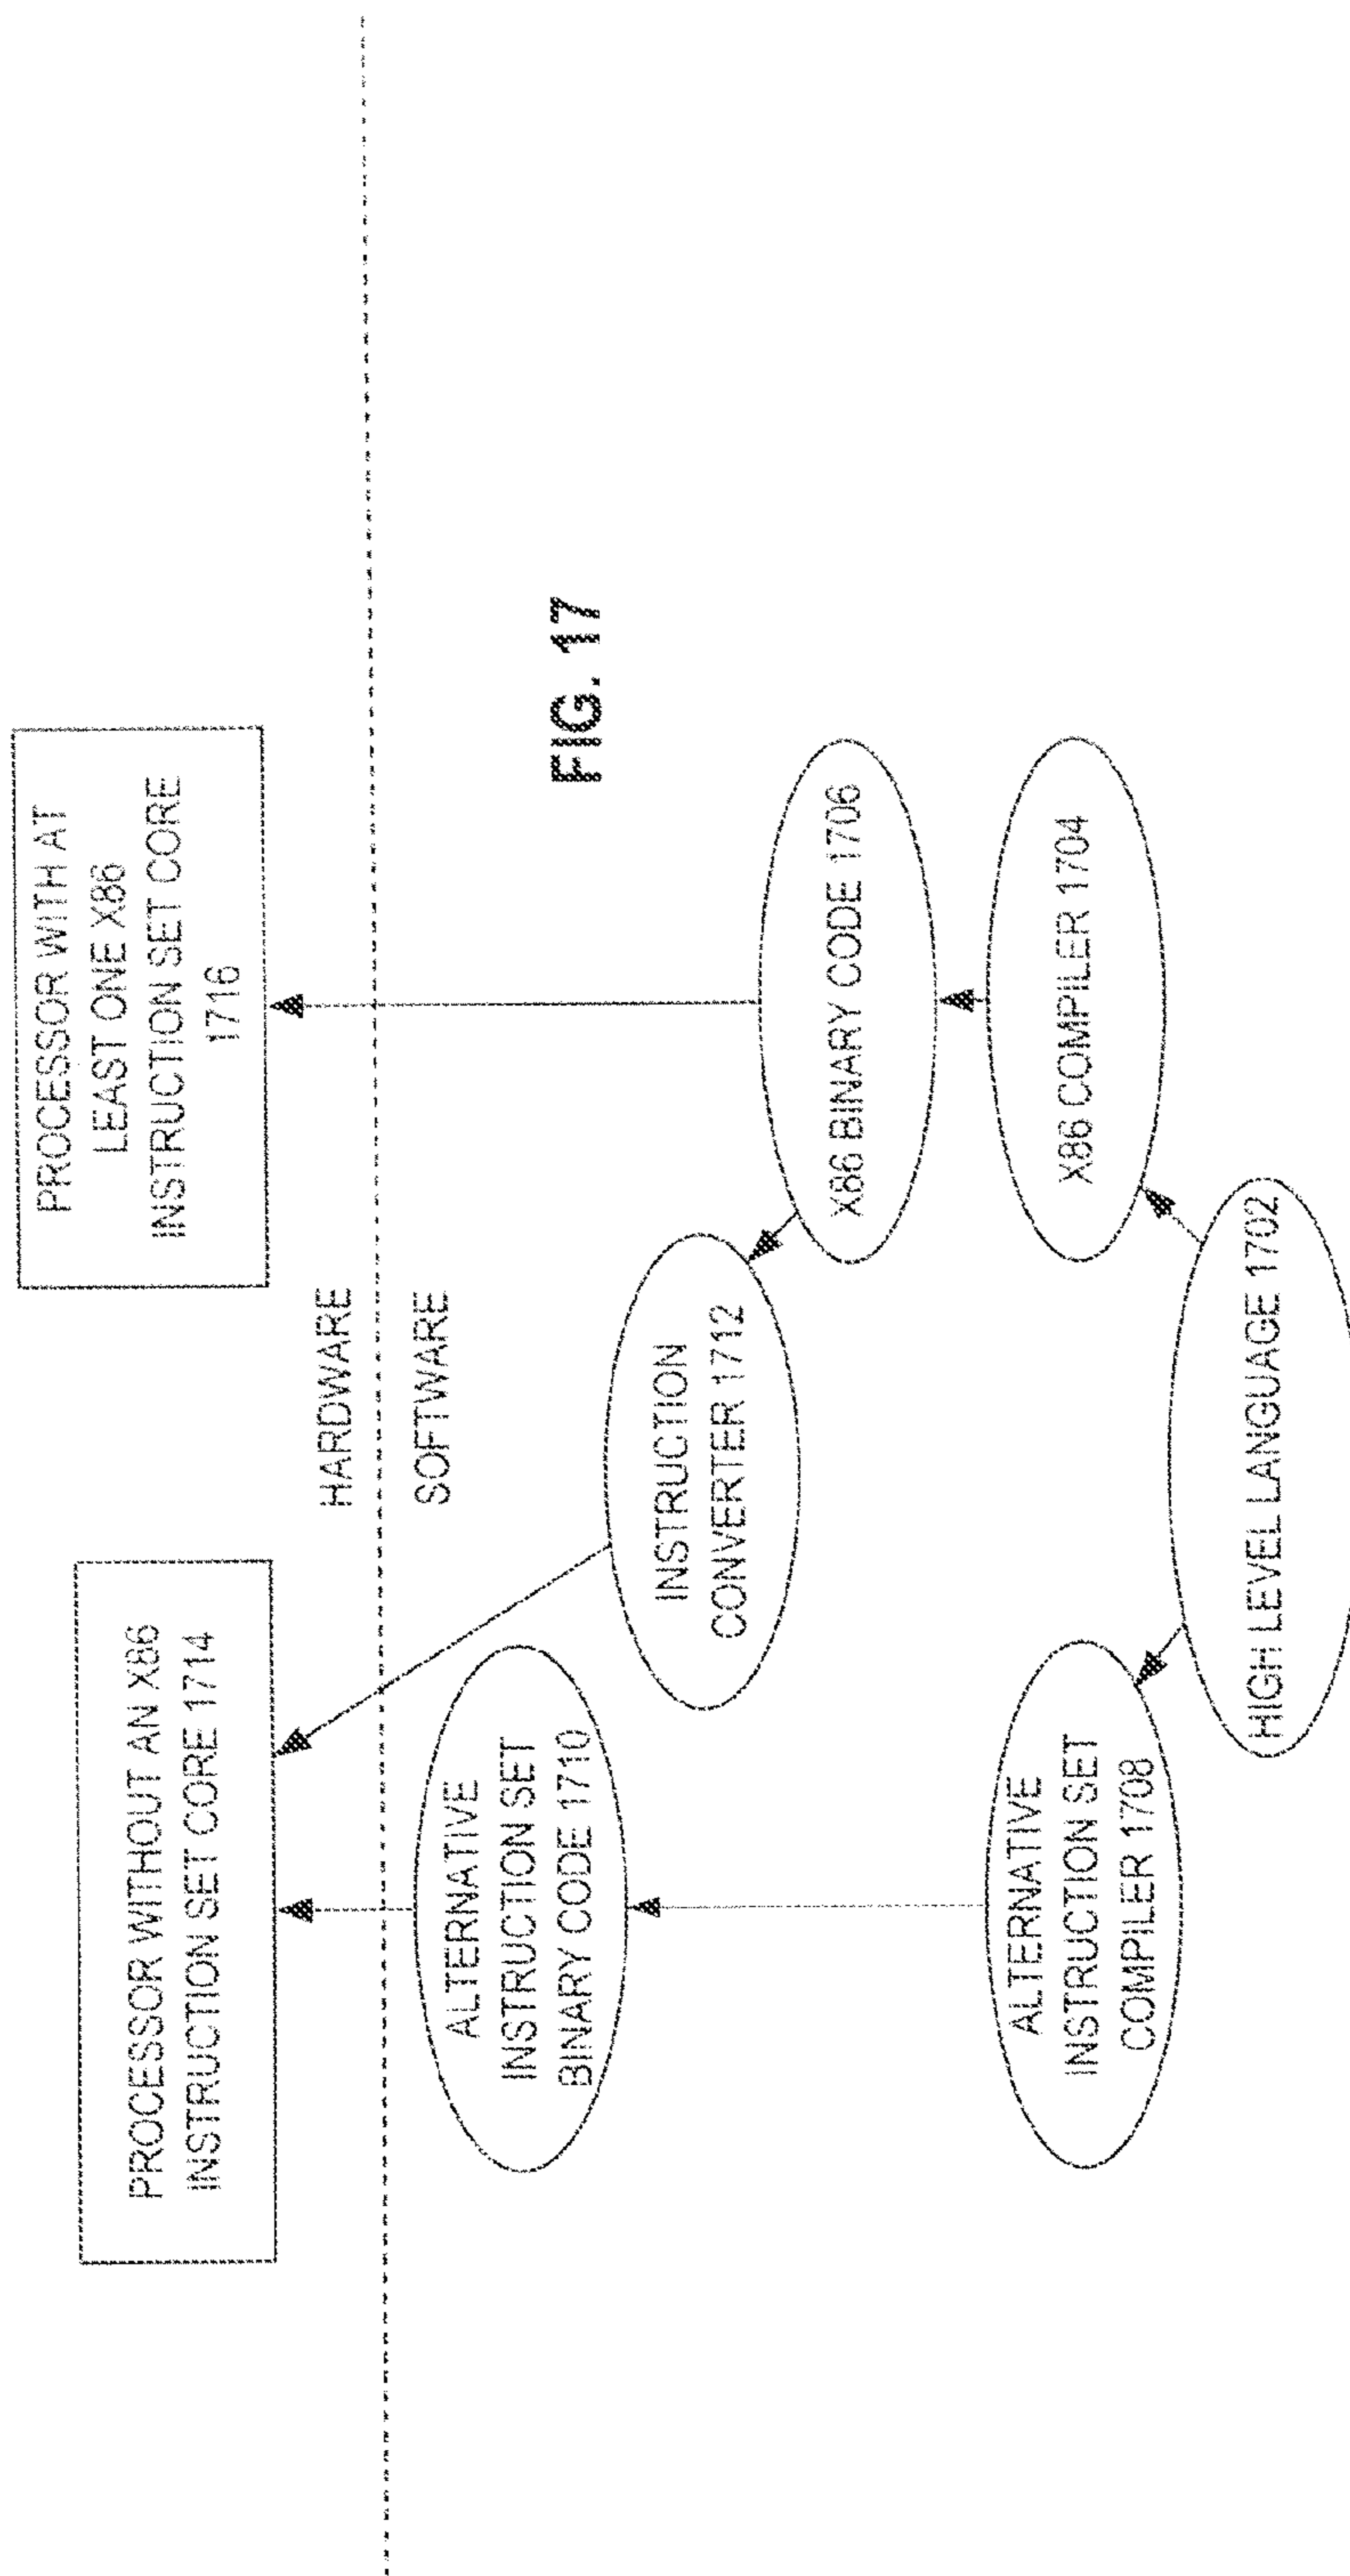 PROCESSOR WITHOUT AN X86
INSTRUCTION SET CORE 1714
PROCESSOR WITH AT
LEAST ONE X86
INSTRUCTION SET CORE
1716
HARDWARE
SOFTWARE
ALTERNATIVE
INSTRUCTION SET
BINARY CODE 1710
INSTRUCTION
CONVERTER 1712
FIG. 17
X86 BINARY CODE 1706
ALTERNATIVE
INSTRUCTION SET
COMPILER 1708
X86 COMPILER 1704
HIGH LEVEL LANGUAGE 1702